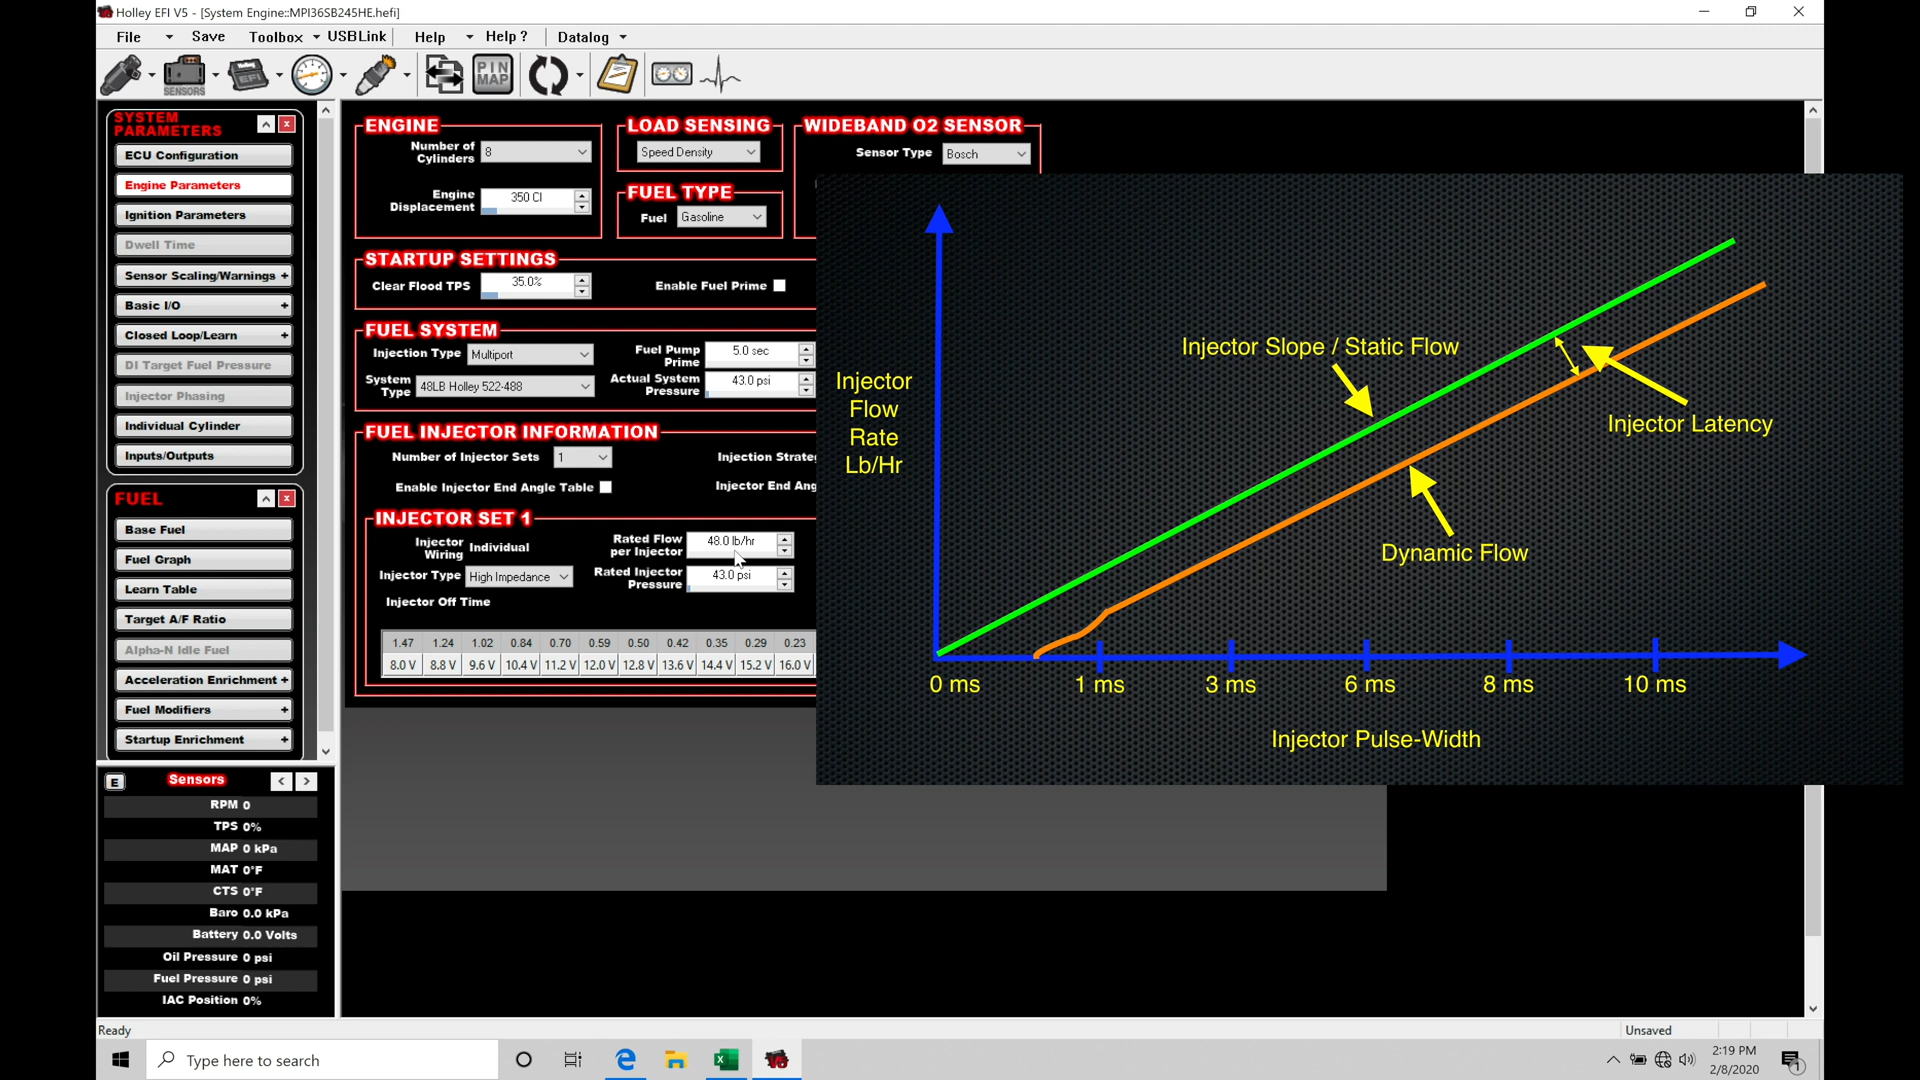 Holley EFI V5 - [System Engine::MPI36SB245HE.hefi]
File Save Toolbox USBLink Help Help ? Datalog
SENSORS
EFI
PIN MAP
SYSTEM
PARAMETERS
ECU Configuration
Engine Parameters
Ignition Parameters
Dwell Time
Sensor Scaling/Warnings +
Basic I/O +
Closed Loop/Learn +
DI Target Fuel Pressure
Injector Phasing
Individual Cylinder
Inputs/Outputs
FUEL
Base Fuel
Fuel Graph
Learn Table
Target A/F Ratio
Alpha-N Idle Fuel
Acceleration Enrichment +
Fuel Modifiers +
Startup Enrichment +
E Sensors < >
RPM 0
TPS 0%
MAP 0 kPa
MAT 0°F
CTS 0°F
Baro 0.0 kPa
Battery 0.0 Volts
Oil Pressure 0 psi
Fuel Pressure 0 psi
IAC Position 0%
ENGINE
Number of
Cylinders 8
Engine
Displacement 350 CI
LOAD SENSING
Speed Density
FUEL TYPE
Fuel Gasoline
WIDEBAND O2 SENSOR
Sensor Type Bosch
STARTUP SETTINGS
Clear Flood TPS 35.0%
Enable Fuel Prime
FUEL SYSTEM
Injection Type Multiport
System
Type 48LB Holley 522-488
Fuel Pump
Prime 5.0 sec
Actual System
Pressure 43.0 psi
FUEL INJECTOR INFORMATION
Number of Injector Sets 1
Injection Strate
Enable Injector End Angle Table
Injector End Ang
INJECTOR SET 1
Injector
Wiring Individual
Rated Flow
per Injector 48.0 lb/hr
Injector Type High Impedance
Rated Injector
Pressure 43.0 psi
Injector Off Time
1.47 1.24 1.02 0.84 0.70 0.59 0.50 0.42 0.35 0.29 0.23
8.0 V 8.8 V 9.6 V 10.4 V 11.2 V 12.0 V 12.8 V 13.6 V 14.4 V 15.2 V 16.0 V
Injector
Flow
Rate
Lb/Hr
Injector Slope / Static Flow
Injector Latency
Dynamic Flow
0 ms 1 ms 3 ms 6 ms 8 ms 10 ms
Injector Pulse-Width
Ready
Unsaved
Type here to search
V5
2:19 PM
2/8/2020
1